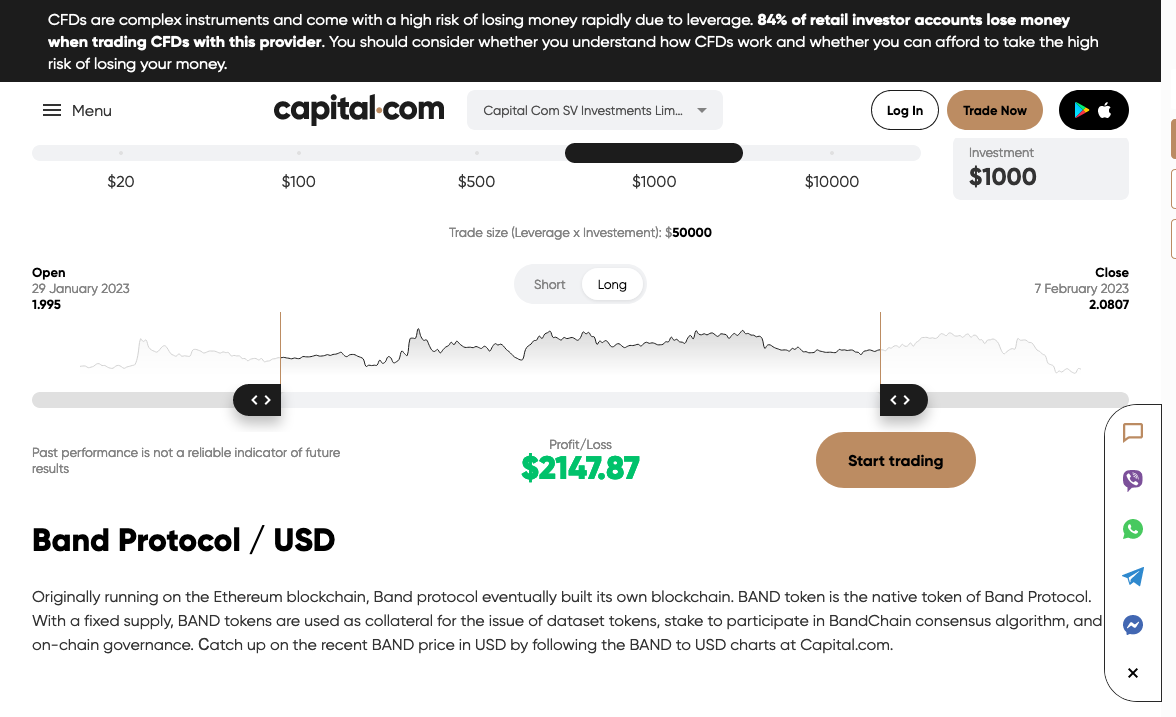 CFDs are complex instruments and come with a high risk of losing money rapidly due to leverage. 84% of retail investor accounts lose money
when trading CFDs with this provider. You should consider whether you understand how CFDs work and whether you can afford to take the high
risk of losing your money.
Menu
capital.com
Capital Com SV Investments Lim...
Log In
Trade Now
$20
$100
$500
$1000
$10000
Investment
$1000
Trade size (Leverage x Investement): $50000
Open
29 January 2023
1.995
Short
Long
Close
7 February 2023
2.0807
Past performance is not a reliable indicator of future
results
Profit/Loss
$2147.87
Start trading
Band Protocol / USD
Originally running on the Ethereum blockchain, Band protocol eventually built its own blockchain. BAND token is the native token of Band Protocol.
With a fixed supply, BAND tokens are used as collateral for the issue of dataset tokens, stake to participate in BandChain consensus algorithm, and
on-chain governance. Catch up on the recent BAND price in USD by following the BAND to USD charts at Capital.com.